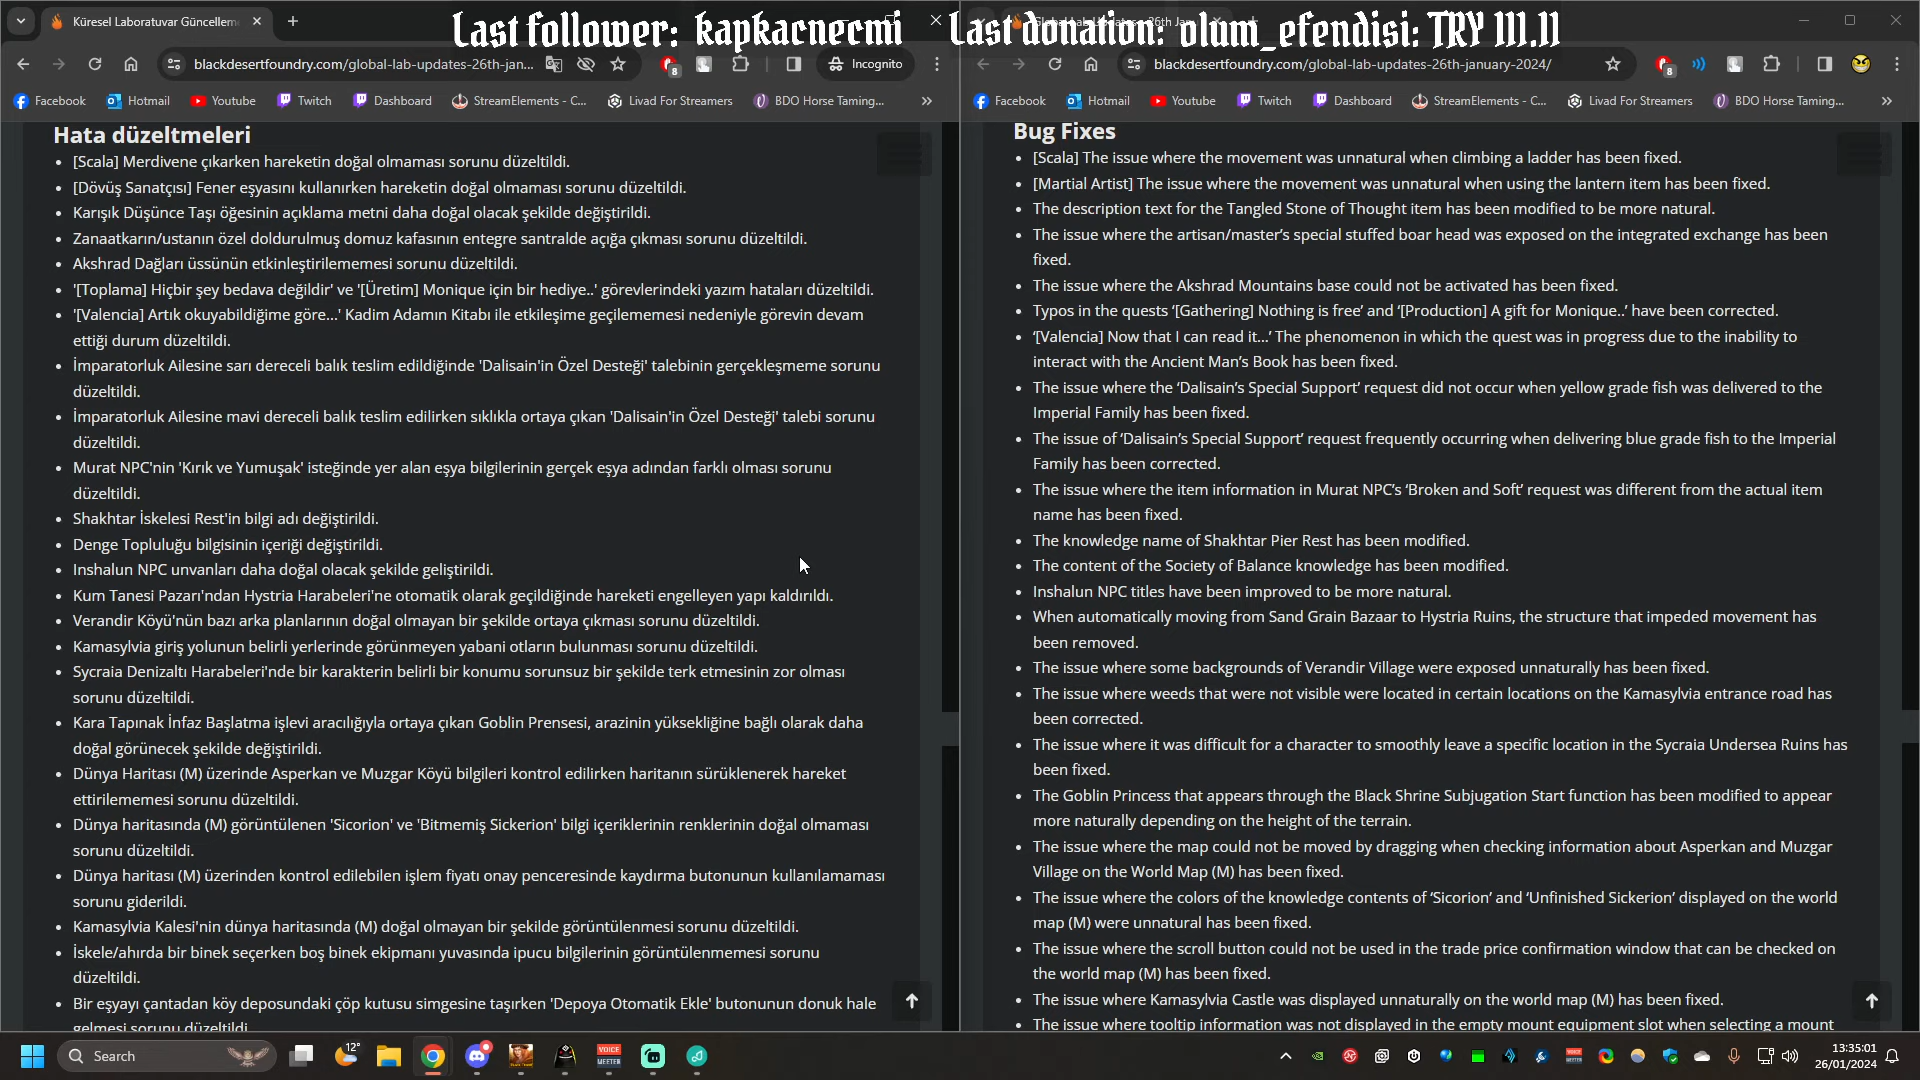 Küresel Laboratuvar Güncellem
Last follower: kapkacnecmi
Last donation: olum_efendisi: TRY 111.11
blackdesertfoundry.com/global-lab-updates-26th-jan...
8
Incognito
blackdesertfoundry.com/global-lab-updates-26th-january-2024/
8
Facebook
Hotmail
Youtube
Twitch
Dashboard
StreamElements - C...
Livad For Streamers
BDO Horse Taming...
Facebook
Hotmail
Youtube
Twitch
Dashboard
StreamElements - C...
Livad For Streamers
BDO Horse Taming...
Hata düzeltmeleri
[Scala] Merdivene çıkarken hareketin doğal olmaması sorunu düzeltildi.
[Dövüş Sanatçısı] Fener eşyasını kullanırken hareketin doğal olmaması sorunu düzeltildi.
Karışık Düşünce Taşı öğesinin açıklama metni daha doğal olacak şekilde değiştirildi.
Zanaatkarın/ustanın özel doldurulmuş domuz kafasının entegre santralde açığa çıkması sorunu düzeltildi.
Akshrad Dağları üssünün etkinleştirilememesi sorunu düzeltildi.
'[Toplama] Hiçbir şey bedava değildir' ve '[Üretim] Monique için bir hediye..' görevlerindeki yazım hataları düzeltildi.
'[Valencia] Artık okuyabildiğime göre...' Kadim Adamın Kitabı ile etkileşime geçilememesi nedeniyle görevin devam
ettiği durum düzeltildi.
İmparatorluk Ailesine sarı dereceli balık teslim edildiğinde 'Dalisain'in Özel Desteği' talebinin gerçekleşmeme sorunu
düzeltildi.
İmparatorluk Ailesine mavi dereceli balık teslim edilirken sıklıkla ortaya çıkan 'Dalisain'in Özel Desteği' talebi sorunu
düzeltildi.
Murat NPC'nin 'Kırık ve Yumuşak' isteğinde yer alan eşya bilgilerinin gerçek eşya adından farklı olması sorunu
düzeltildi.
Shakhtar İskelesi Rest'in bilgi adı değiştirildi.
Denge Topluluğu bilgisinin içeriği değiştirildi.
Inshalun NPC unvanları daha doğal olacak şekilde geliştirildi.
Kum Tanesi Pazarı'ndan Hystria Harabeleri'ne otomatik olarak geçildiğinde hareketi engelleyen yapı kaldırıldı.
Verandir Köyü'nün bazı arka planlarının doğal olmayan bir şekilde ortaya çıkması sorunu düzeltildi.
Kamasylvia giriş yolunun belirli yerlerinde görünmeyen yabani otların bulunması sorunu düzeltildi.
Sycraia Denizaltı Harabeleri'nde bir karakterin belirli bir konumu sorunsuz bir şekilde terk etmesinin zor olması
sorunu düzeltildi.
Kara Tapınak İnfaz Başlatma işlevi aracılığıyla ortaya çıkan Goblin Prensesi, arazinin yüksekliğine bağlı olarak daha
doğal görünecek şekilde değiştirildi.
Dünya Haritası (M) üzerinde Asperkan ve Muzgar Köyü bilgileri kontrol edilirken haritanın sürüklenerek hareket
ettirilememesi sorunu düzeltildi.
Dünya haritasında (M) görüntülenen 'Sicorion' ve 'Bitmemiş Sickerion' bilgi içeriklerinin renklerinin doğal olmaması
sorunu düzeltildi.
Dünya haritası (M) üzerinden kontrol edilebilen işlem fiyatı onay penceresinde kaydırma butonunun kullanılamaması
sorunu giderildi.
Kamasylvia Kalesi'nin dünya haritasında (M) doğal olmayan bir şekilde görüntülenmesi sorunu düzeltildi.
İskele/ahırda bir binek seçerken boş binek ekipmanı yuvasında ipucu bilgilerinin görüntülenmemesi sorunu
düzeltildi.
Bir eşyayı çantadan köy deposundaki çöp kutusu simgesine taşırken 'Depoya Otomatik Ekle' butonunun donuk hale
gelmesi sorunu düzeltildi.
Bug Fixes
[Scala] The issue where the movement was unnatural when climbing a ladder has been fixed.
[Martial Artist] The issue where the movement was unnatural when using the lantern item has been fixed.
The description text for the Tangled Stone of Thought item has been modified to be more natural.
The issue where the artisan/master's special stuffed boar head was exposed on the integrated exchange has been
fixed.
The issue where the Akshrad Mountains base could not be activated has been fixed.
Typos in the quests '[Gathering] Nothing is free' and '[Production] A gift for Monique..' have been corrected.
'[Valencia] Now that I can read it…' The phenomenon in which the quest was in progress due to the inability to
interact with the Ancient Man's Book has been fixed.
The issue where the 'Dalisain's Special Support' request did not occur when yellow grade fish was delivered to the
Imperial Family has been fixed.
The issue of 'Dalisain's Special Support' request frequently occurring when delivering blue grade fish to the Imperial
Family has been corrected.
The issue where the item information in Murat NPC's 'Broken and Soft' request was different from the actual item
name has been fixed.
The knowledge name of Shakhtar Pier Rest has been modified.
The content of the Society of Balance knowledge has been modified.
Inshalun NPC titles have been improved to be more natural.
When automatically moving from Sand Grain Bazaar to Hystria Ruins, the structure that impeded movement has
been removed.
The issue where some backgrounds of Verandir Village were exposed unnaturally has been fixed.
The issue where weeds that were not visible were located in certain locations on the Kamasylvia entrance road has
been corrected.
The issue where it was difficult for a character to smoothly leave a specific location in the Sycraia Undersea Ruins has
been fixed.
The Goblin Princess that appears through the Black Shrine Subjugation Start function has been modified to appear
more naturally depending on the height of the terrain.
The issue where the map could not be moved by dragging when checking information about Asperkan and Muzgar
Village on the World Map (M) has been fixed.
The issue where the colors of the knowledge contents of 'Sicorion' and 'Unfinished Sickerion' displayed on the world
map (M) were unnatural has been fixed.
The issue where the scroll button could not be used in the trade price confirmation window that can be checked on
the world map (M) has been fixed.
The issue where Kamasylvia Castle was displayed unnaturally on the world map (M) has been fixed.
The issue where tooltip information was not displayed in the empty mount equipment slot when selecting a mount
Search
12°
VOICE
MEETER
13:35:01
26/01/2024